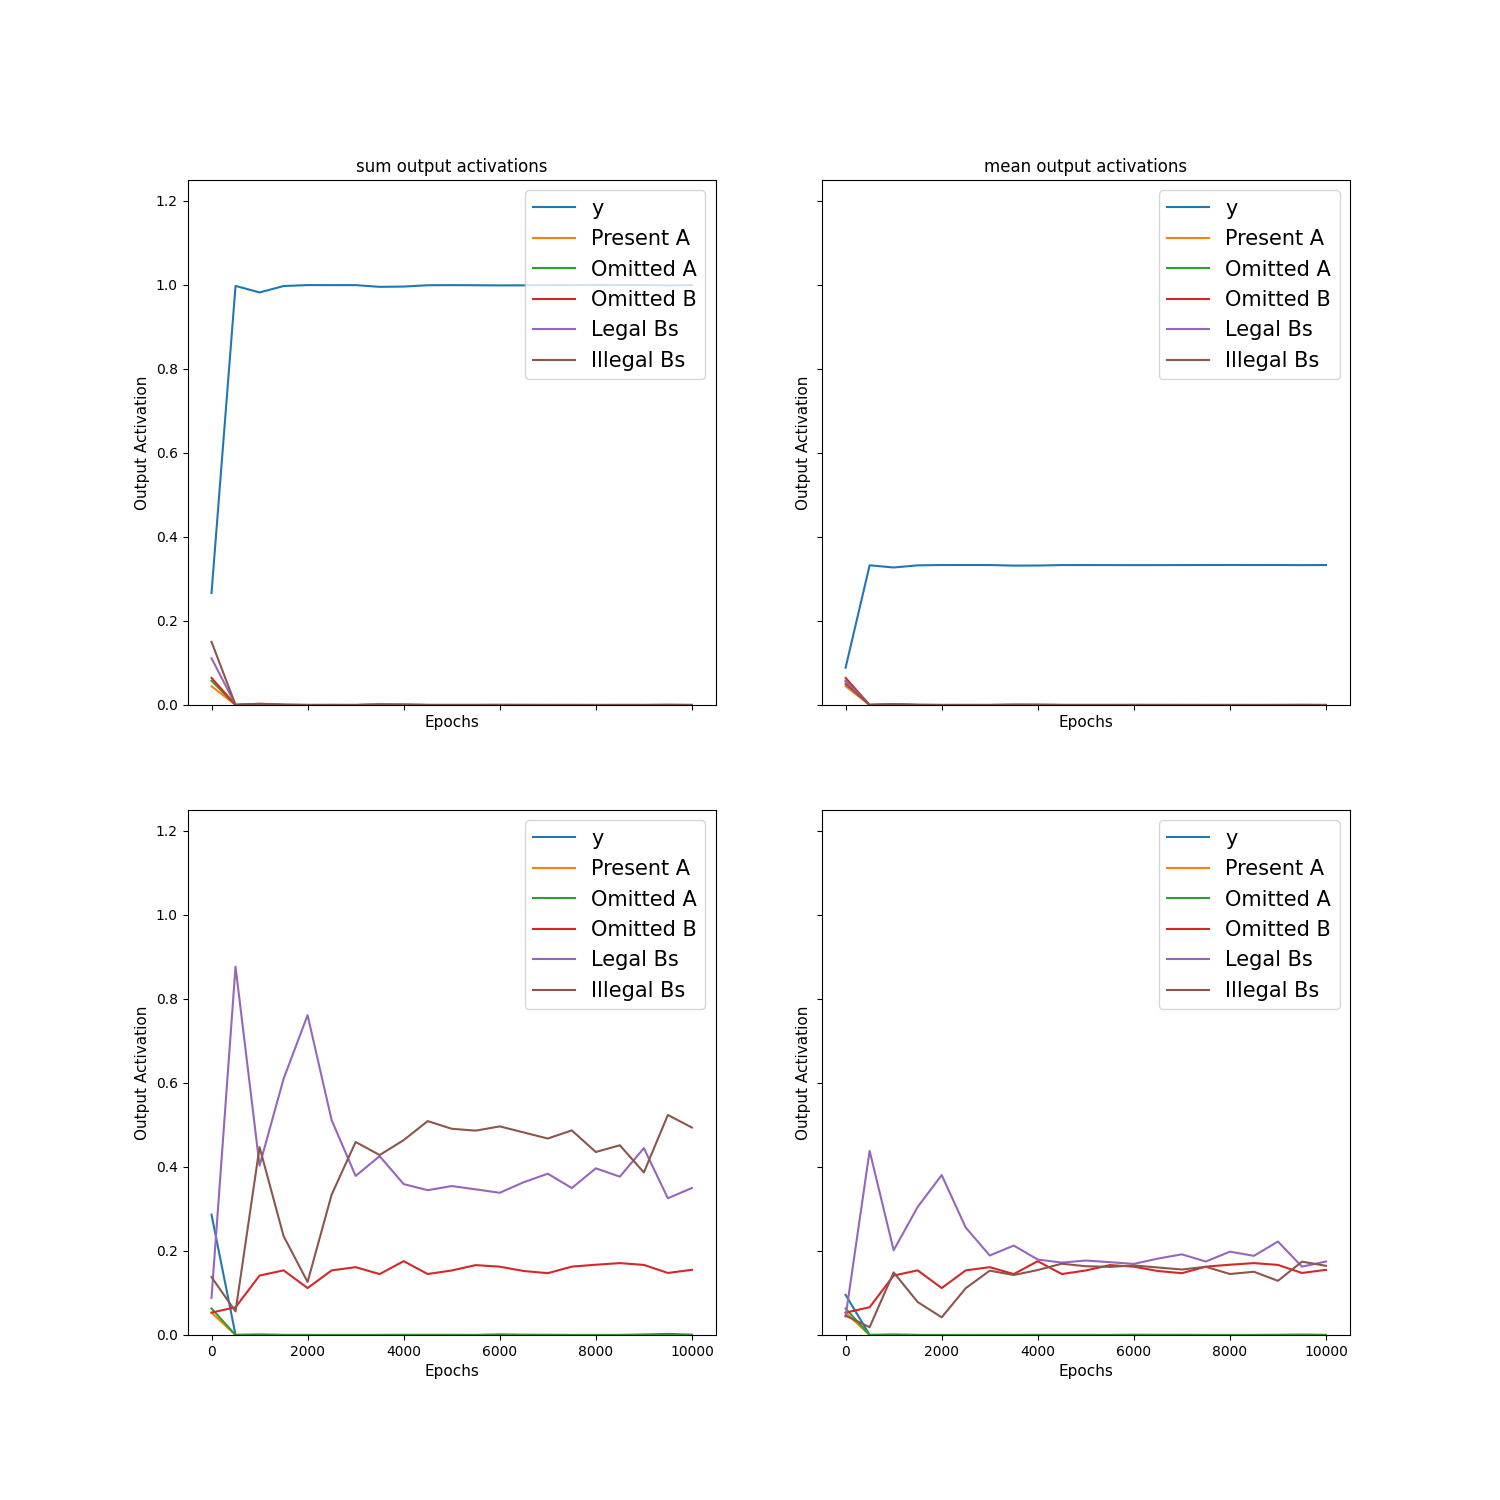 sum output activations
mean output activations
1.2
1.0
0.8
0.6
0.4
0.2
0.0
Output Activation
Epochs
y
Present A
Omitted A
Omitted B
Legal Bs
Illegal Bs
Output Activation
Epochs
y
Present A
Omitted A
Omitted B
Legal Bs
Illegal Bs
1.2
1.0
0.8
0.6
0.4
0.2
0.0
Output Activation
0 2000 4000 6000 8000 10000
Epochs
y
Present A
Omitted A
Omitted B
Legal Bs
Illegal Bs
Output Activation
0 2000 4000 6000 8000 10000
Epochs
y
Present A
Omitted A
Omitted B
Legal Bs
Illegal Bs